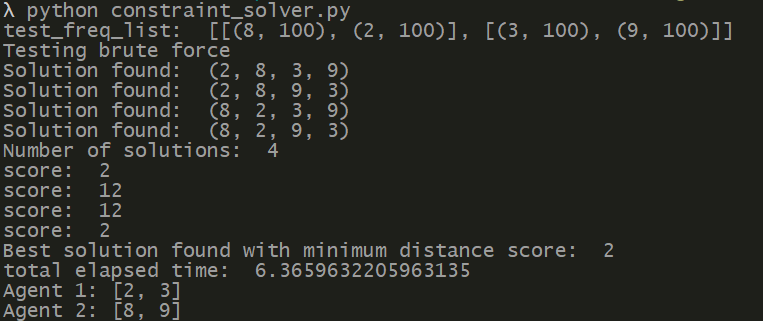 λ python constraint_solver.py
test_freq_list:  [[(8, 100), (2, 100)], [(3, 100), (9, 100)]]
Testing brute force
Solution found:  (2, 8, 3, 9)
Solution found:  (2, 8, 9, 3)
Solution found:  (8, 2, 3, 9)
Solution found:  (8, 2, 9, 3)
Number of solutions:  4
score:  2
score:  12
score:  12
score:  2
Best solution found with minimum distance score:  2
total elapsed time:  6.3659632205963135
Agent 1: [2, 3]
Agent 2: [8, 9]